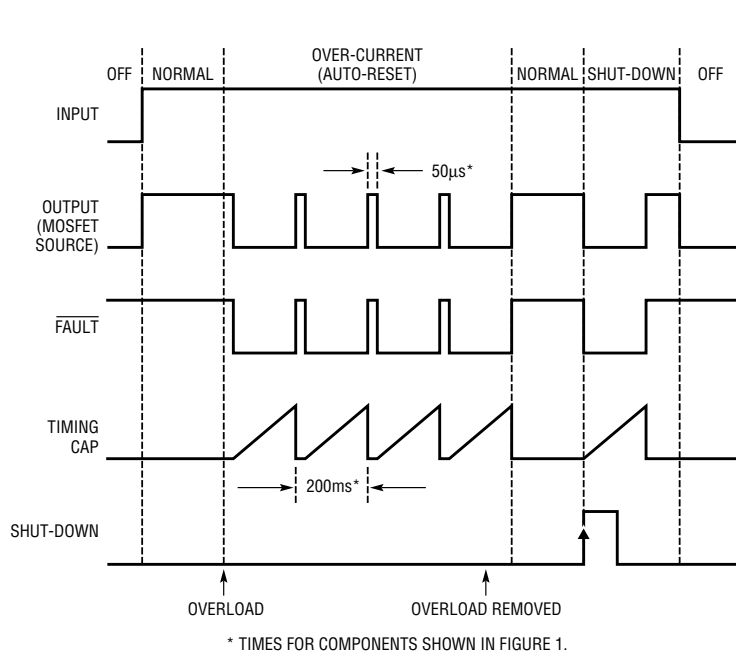 OVER-CURRENT
(AUTO-RESET)
OFF NORMAL NORMAL SHUT-DOWN OFF
INPUT
50µs*
OUTPUT
(MOSFET
SOURCE)
FAULT
TIMING
CAP
200ms*
SHUT-DOWN
OVERLOAD OVERLOAD REMOVED
* TIMES FOR COMPONENTS SHOWN IN FIGURE 1.